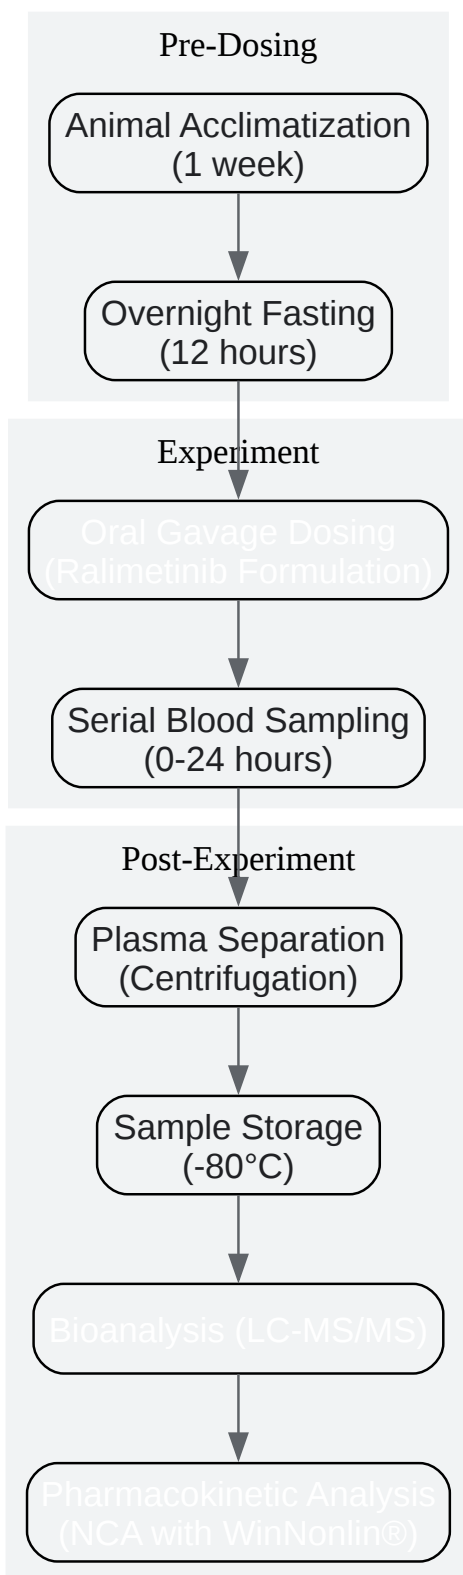 Pre-Dosing
Animal Acclimatization
(1 week)
Overnight Fasting
(12 hours)
Experiment
Oral Gavage Dosing
(Ralimetinib Formulation)
Serial Blood Sampling
(0-24 hours)
Post-Experiment
Plasma Separation
(Centrifugation)
Sample Storage
(-80°C)
Bioanalysis (LC-MS/MS)
Pharmacokinetic Analysis
(NCA with WinNonlin®)